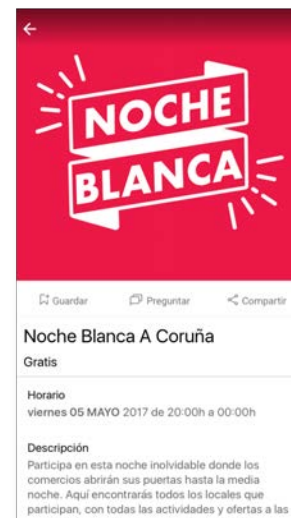 NOCHE
BLANCA
Guardar Preguntar Compartir
Noche Blanca A Coruña
Gratis
Horario
viernes 05 MAYO 2017 de 20:00h a 00:00h
Descripción
Participa en esta noche inolvidable donde los
comercios abrirán sus puertas hasta la media
noche. Aquí encontrarás todos los locales que
participan, con todas las actividades y ofertas a las